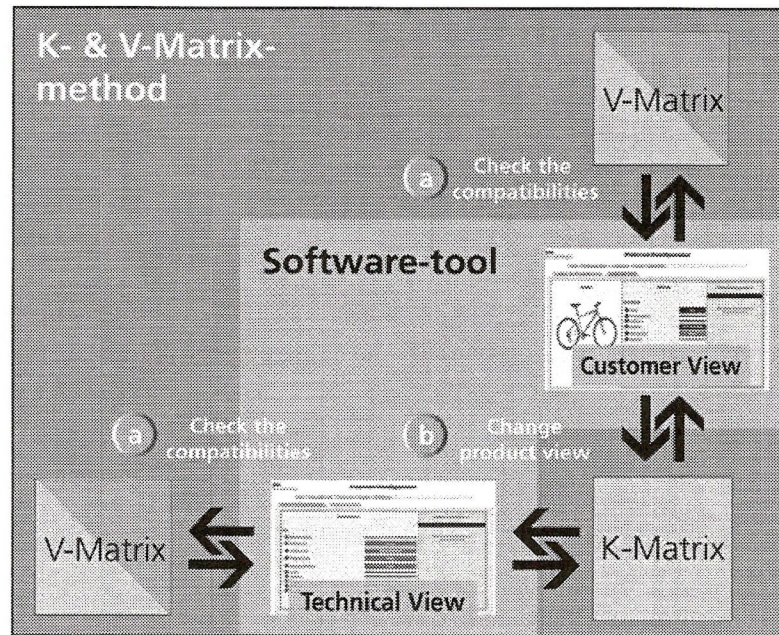 K- & V-Matrix-
method
V-Matrix
a
Check the
compatibilities
Software-tool
Customer View
a
Check the
compatibilities
b
Change
product view
V-Matrix
Technical View
K-Matrix